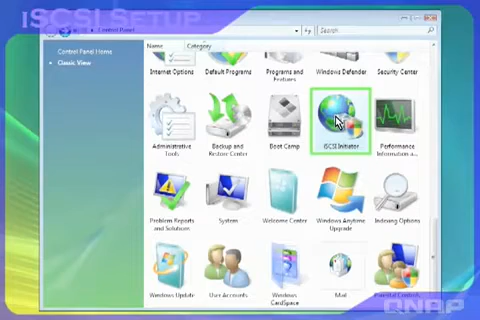 iSCSI SETUP
Control Panel
Search
Control Panel Home
Classic View
Name Category
Internet Options
Default Programs
Programs and Features
Windows Defender
Security Center
Administrative Tools
Backup and Restore Center
Boot Camp
iSCSI Initiator
Performance Information a...
Problem Reports and Solutions
System
Welcome Center
Windows Anytime Upgrade
Indexing Options
Windows Update
User Accounts
Windows CardSpace
Mail
Parental Control...
QNAP